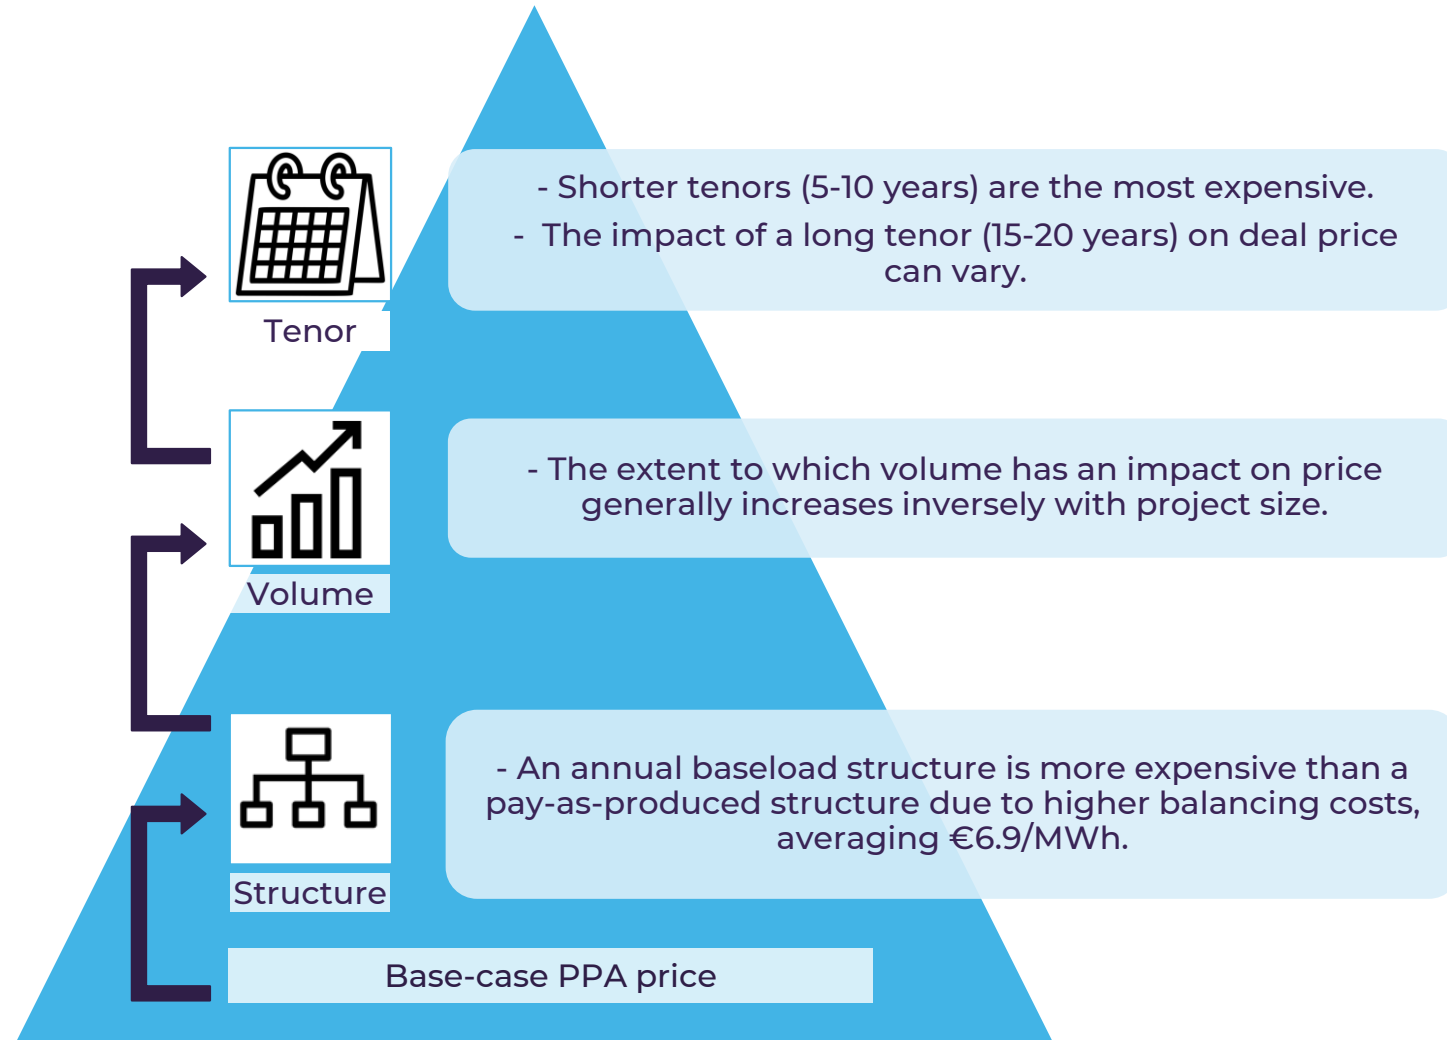 - Shorter tenors (5-10 years) are the most expensive.
- The impact of a long tenor (15-20 years) on deal price
can vary.
Tenor
- The extent to which volume has an impact on price
generally increases inversely with project size.
Volume
- An annual baseload structure is more expensive than a
pay-as-produced structure due to higher balancing costs,
averaging €6.9/MWh.
Structure
Base-case PPA price